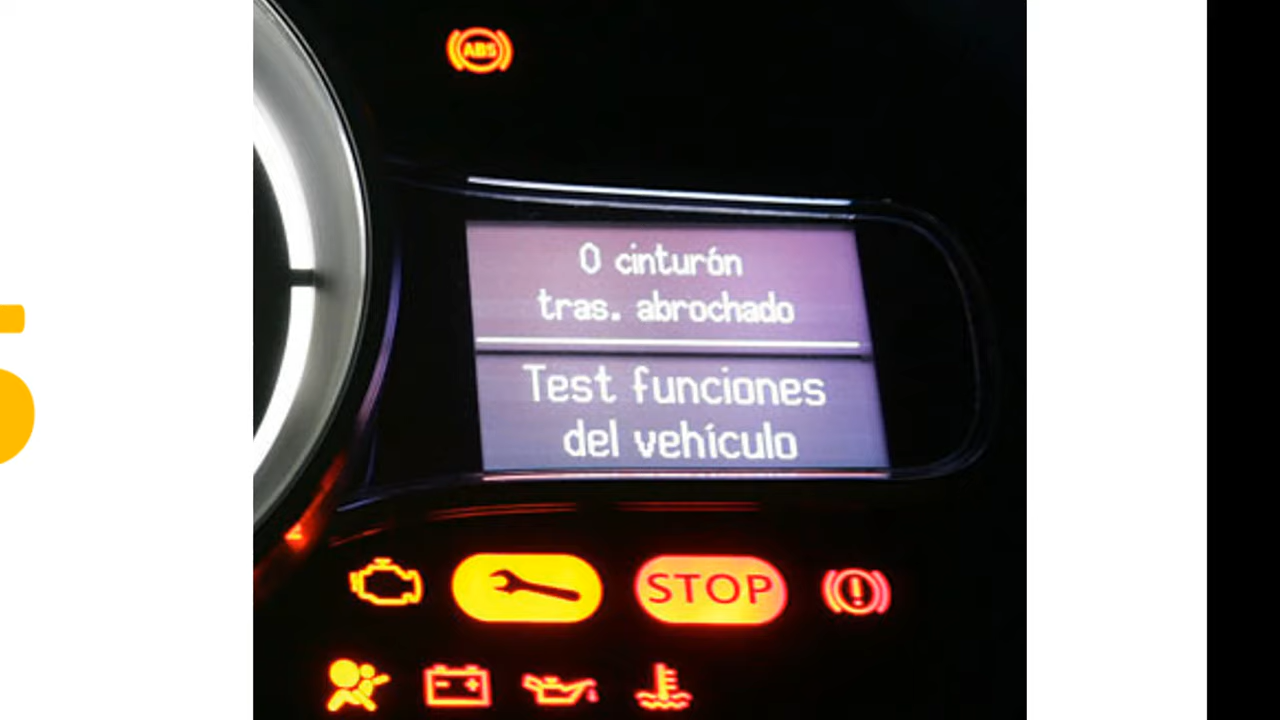 ABS
0 cinturón
tras. abrochado
Test funciones
del vehículo
STOP